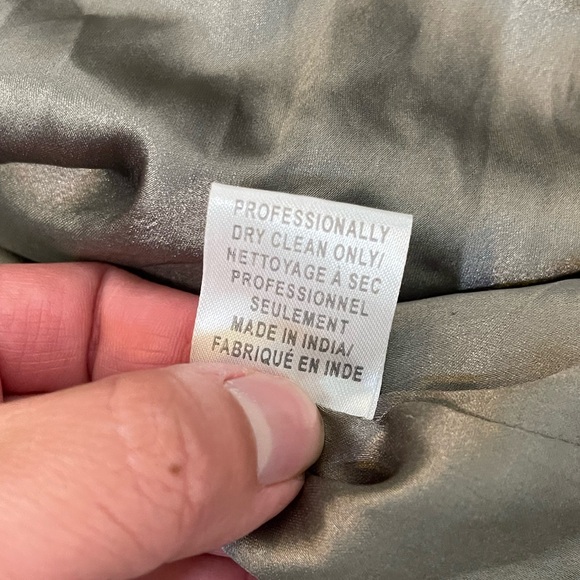 PROFESSIONALLY
DRY CLEAN ONLY/
NETTOYAGE À SEC
PROFESSIONNEL
SEULEMENT
MADE IN INDIA/
FABRIQUÉ EN INDE